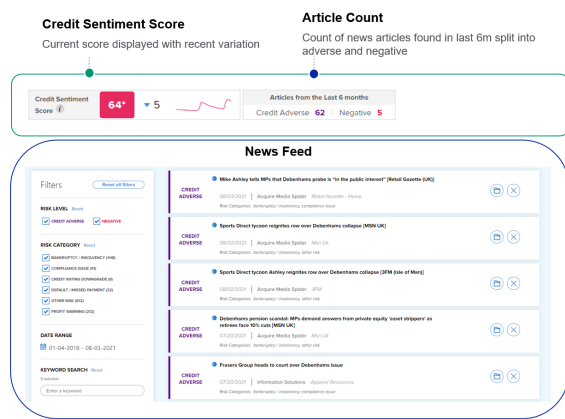 Credit Sentiment Score
Current score displayed with recent variation
Article Count
Count of news articles found in last 6m split into
adverse and negative
Credit Sentiment
Score i
64*
5
Articles from the Last 6 months
Credit Adverse 62 | Negative 5
News Feed
Filters
Reset all filters
RISK LEVEL Reset
CREDIT ADVERSE
NEGATIVE
RISK CATEGORY Reset
BANKRUPTCY / INSOLVENCY (418)
COMPLIANCE ISSUE (91)
CREDIT RATING DOWNGRADE (8)
DEFAULT / MISSED PAYMENT (22)
OTHER RISK (612)
PROFIT WARNING (212)
DATE RANGE
01-04-2018 - 08-03-2021
KEYWORD SEARCH Reset
0 selected
Enter a keyword
CREDIT
ADVERSE
Mike Ashley tells MPs that Debenhams probe is "in the public interest" [Retail Gazette (UK)]
08/03/2021 | Acquire Media Spider Retail Gazette - Home
Risk Categories: bankruptcy / insolvency, compliance issue
CREDIT
ADVERSE
Sports Direct tycoon reignites row over Debenhams collapse [MSN UK]
08/02/2021 | Acquire Media Spider Msn Uk
Risk Categories: bankruptcy / insolvency, other risk
CREDIT
ADVERSE
Sports Direct tycoon Ashley reignites row over Debenhams collapse [3FM (Isle of Man)]
08/02/2021 | Acquire Media Spider 3FM
Risk Categories: bankruptcy / insolvency, other risk
CREDIT
ADVERSE
Debenhams pension scandal: MPs demand answers from private equity 'asset strippers' as
retirees face 10% cuts [MSN UK]
07/20/2021 | Acquire Media Spider Msn Uk
Risk Categories: bankruptcy / insolvency, other risk
CREDIT
ADVERSE
Frasers Group heads to court over Debenhams issue
07/20/2021 | Information Solutions Apparel Resources
Risk Categories: bankruptcy / insolvency, other risk